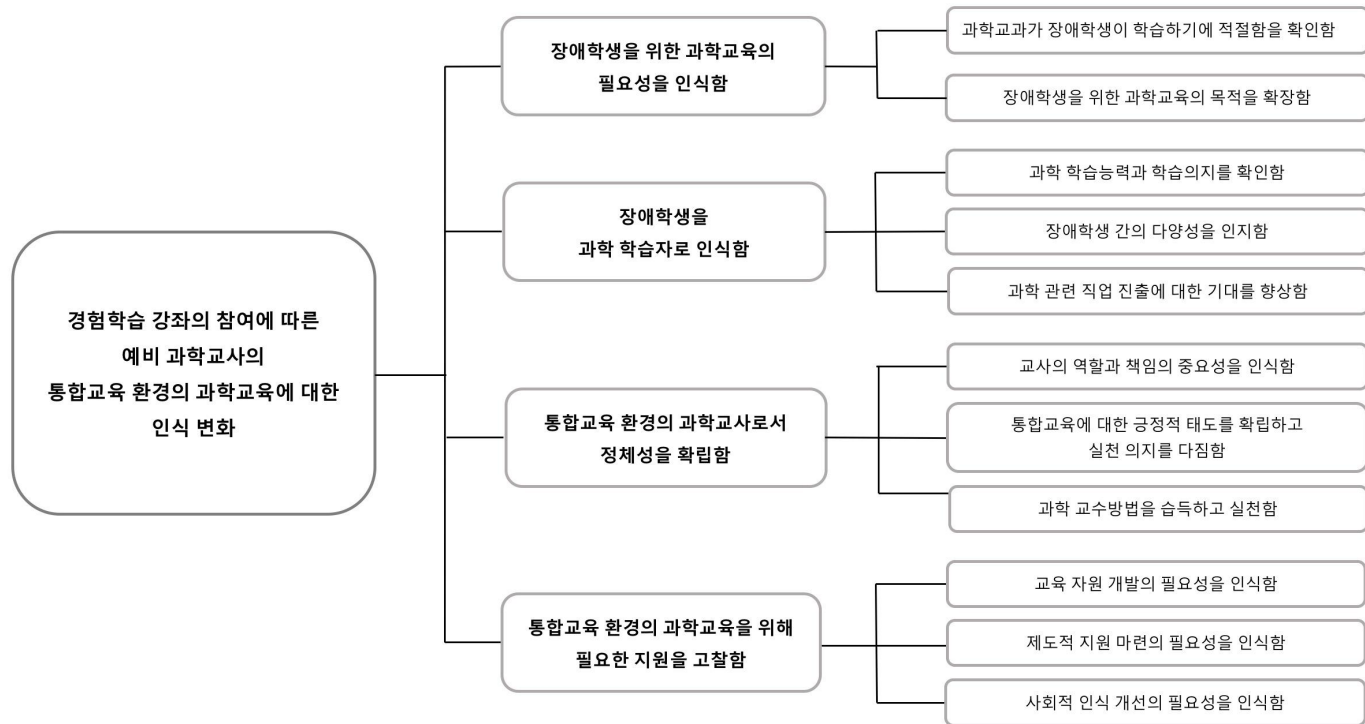 경험학습 강좌의 참여에 따른
예비 과학교사의
통합교육 환경의 과학교육에 대한
인식 변화
장애학생을 위한 과학교육의
필요성을 인식함
과학교과가 장애학생이 학습하기에 적절함을 확인함
장애학생을 위한 과학교육의 목적을 확장함
장애학생을
과학 학습자로 인식함
과학 학습능력과 학습의지를 확인함
장애학생 간의 다양성을 인지함
과학 관련 직업 진출에 대한 기대를 향상함
통합교육 환경의 과학교사로서
정체성을 확립함
교사의 역할과 책임의 중요성을 인식함
통합교육에 대한 긍정적 태도를 확립하고
실천 의지를 다짐함
과학 교수방법을 습득하고 실천함
통합교육 환경의 과학교육을 위해
필요한 지원을 고찰함
교육 자원 개발의 필요성을 인식함
제도적 지원 마련의 필요성을 인식함
사회적 인식 개선의 필요성을 인식함